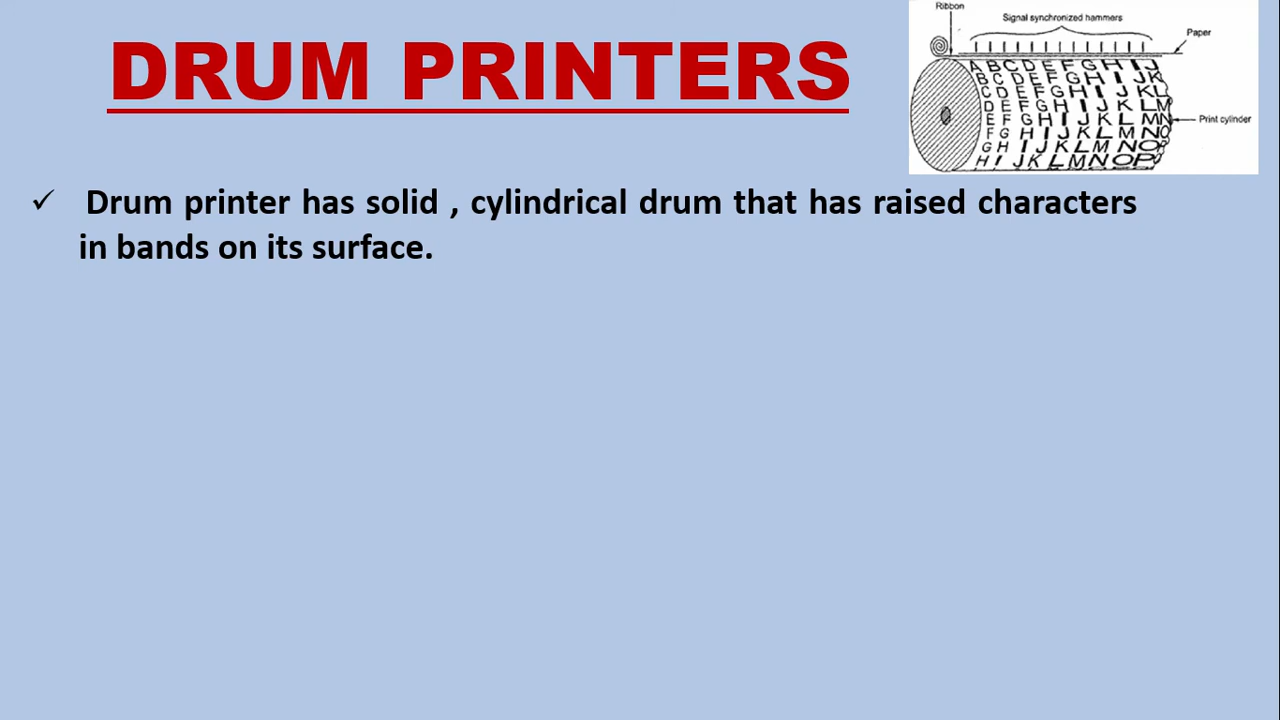 DRUM PRINTERS
Ribbon
Signal synchronized hammers
Paper
A B C D E F G H I J
B C D E F G H I J K
C D E F G H I J K L
D E F G H I J K L M
E F G H I J K L M N
F G H I J K L M N O
G H I J K L M N O P
H I J K L M N O P
Print cylinder
✓ Drum printer has solid , cylindrical drum that has raised characters
in bands on its surface.